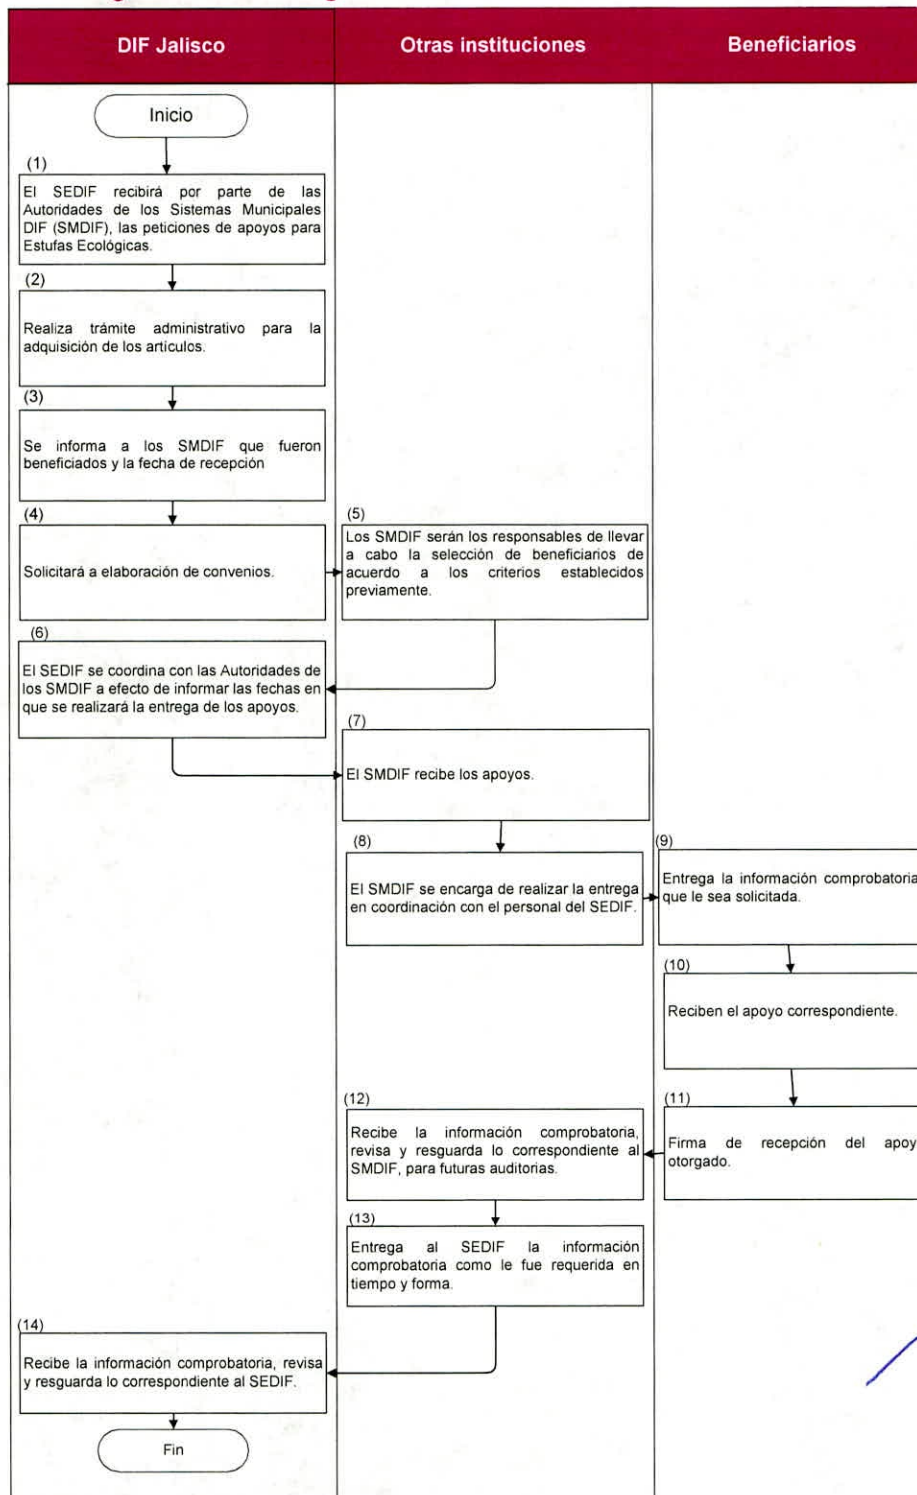 DIF Jalisco
Otras instituciones
Beneficiarios
Inicio
(1)
El SEDIF recibirá por parte de las
Autoridades de los Sistemas Municipales
DIF (SMDIF), las peticiones de apoyos para
Estufas Ecológicas.
(2)
Realiza trámite administrativo para la
adquisición de los artículos.
(3)
Se informa a los SMDIF que fueron
beneficiados y la fecha de recepción
(4)
Solicitará a elaboración de convenios.
(5)
Los SMDIF serán los responsables de llevar
a cabo la selección de beneficiarios de
acuerdo a los criterios establecidos
previamente.
(6)
El SEDIF se coordina con las Autoridades de
los SMDIF a efecto de informar las fechas en
que se realizará la entrega de los apoyos.
(7)
El SMDIF recibe los apoyos.
(8)
El SMDIF se encarga de realizar la entrega
en coordinación con el personal del SEDIF.
(9)
Entrega la información comprobatoria
que le sea solicitada.
(10)
Reciben el apoyo correspondiente.
(11)
Firma de recepción del apoy
otorgado.
(12)
Recibe la información comprobatoria,
revisa y resguarda lo correspondiente al
SMDIF, para futuras auditorias.
(13)
Entrega al SEDIF la información
comprobatoria como le fue requerida en
tiempo y forma.
(14)
Recibe la información comprobatoria, revisa
y resguarda lo correspondiente al SEDIF.
Fin